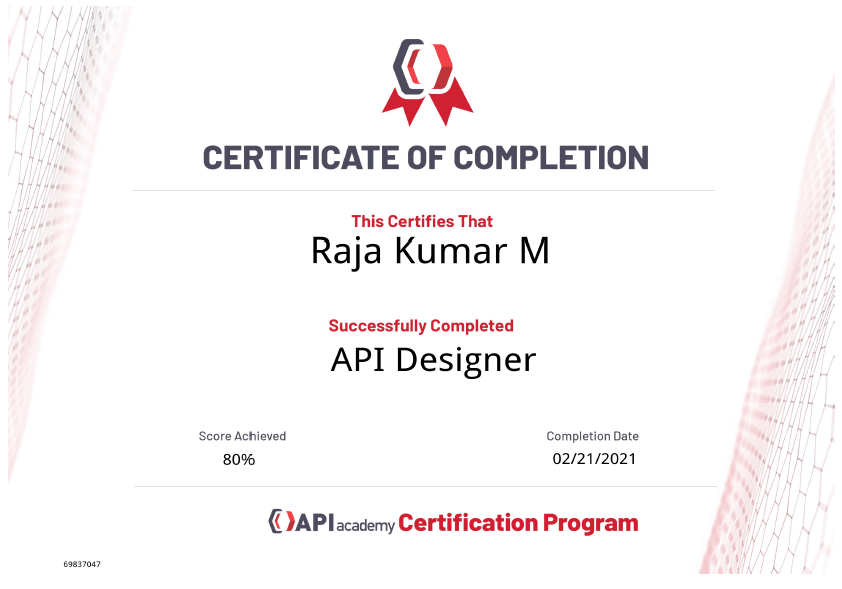 CERTIFICATE OF COMPLETION
This Certifies That
Raja Kumar M
Successfully Completed
API Designer
Score Achieved
80%
Completion Date
02/21/2021
API academy Certification Program
69837047